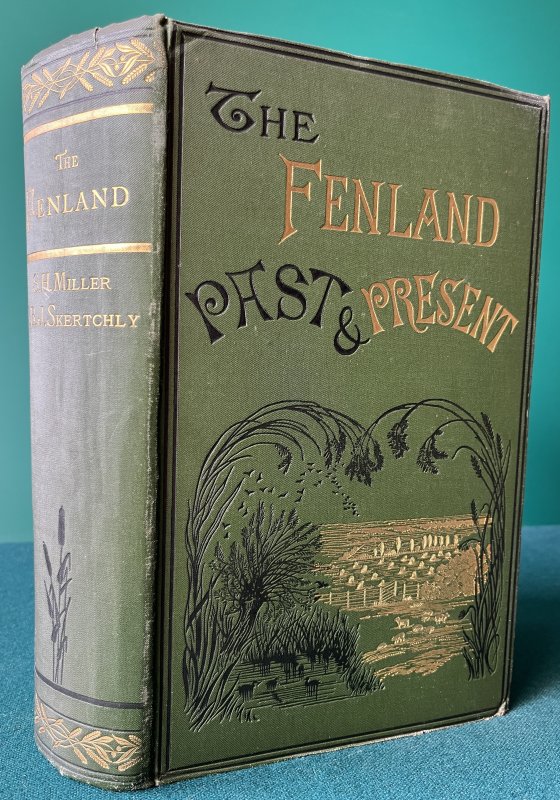 The
Fenland
S. H. Miller
Skertchly
The
Fenland
Past & Present